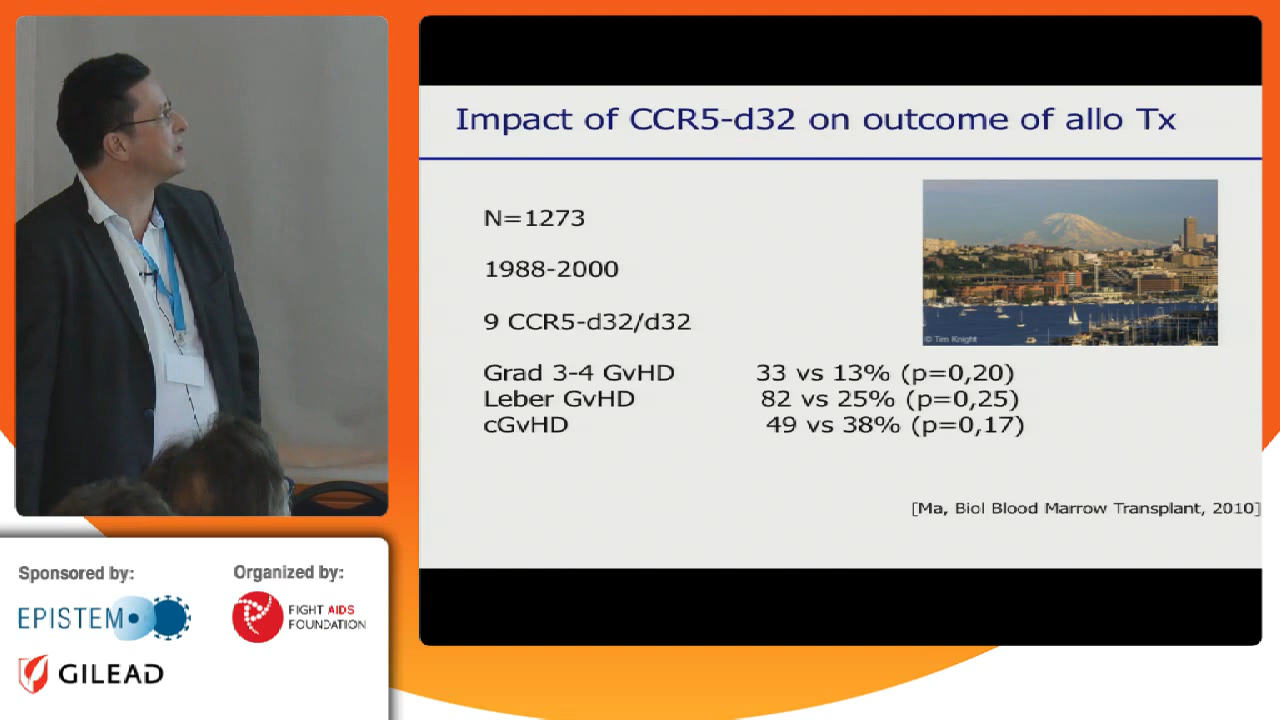 Impact of CCR5-d32 on outcome of allo Tx
N=1273
1988-2000
9 CCR5-d32/d32
Grad 3-4 GvHD 33 vs 13% (p=0,20)
Leber GvHD 82 vs 25% (p=0,25)
cGvHD 49 vs 38% (p=0,17)
© Tim Knight
[Ma, Biol Blood Marrow Transplant, 2010]
Sponsored by:
EPISTEM
GILEAD
Organized by:
FIGHT AIDS
FOUNDATION